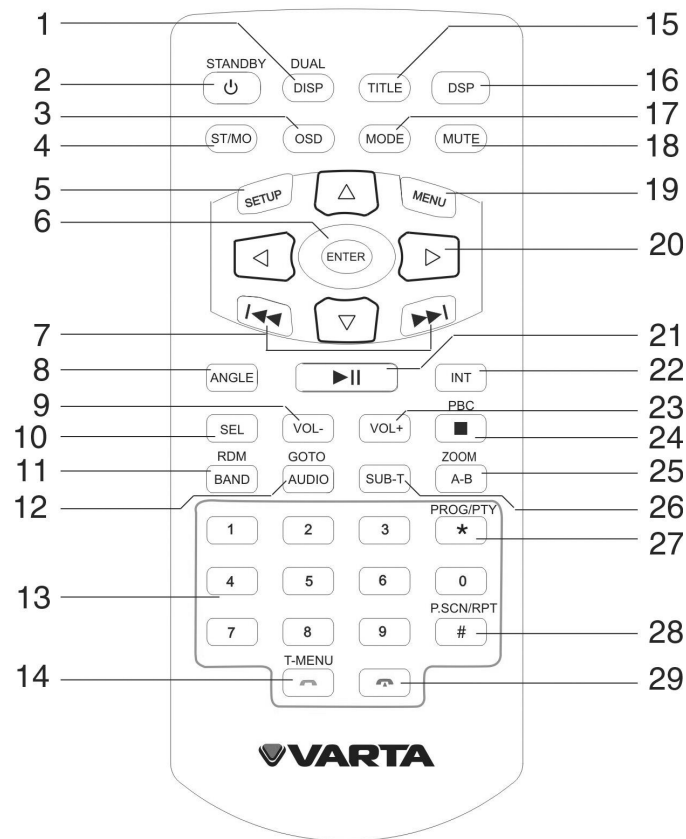 1 15
STANDBY DUAL
2 DISP TITLE DSP 16
3 17
4 ST/MO OSD MODE MUTE 18
5 SETUP MENU 19
6 ENTER 20
7 21
8 ANGLE INT 22
9 PBC 23
10 SEL VOL- VOL+ 24
RDM GOTO ZOOM
11 BAND AUDIO SUB-T A-B 25
12 26
PROG/PTY
1 2 3 * 27
13 4 5 6 0
P.SCN/RPT
7 8 9 # 28
T-MENU
14 29
VARTA